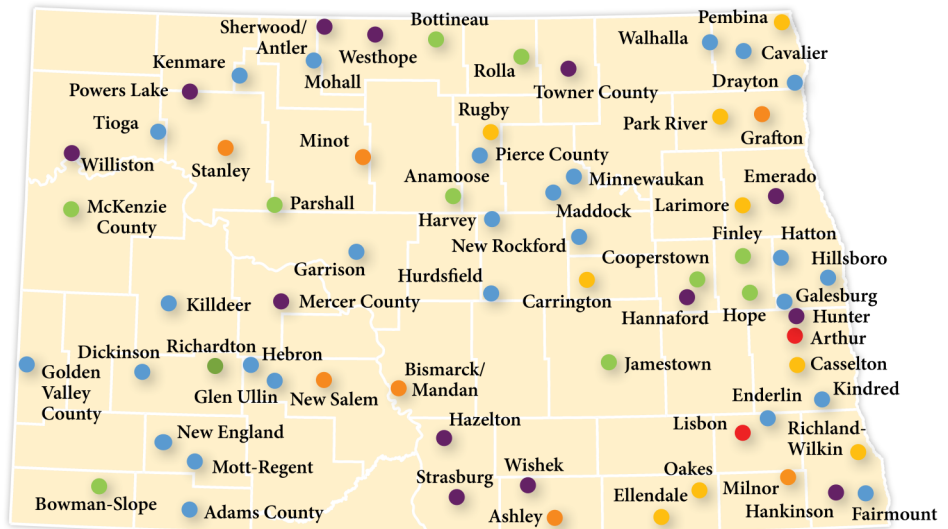 Pembina
Sherwood/
Antler
Bottineau
Westhope
Walhalla
Cavalier
Kenmare
Mohall
Rolla
Drayton
Powers Lake
Towner County
Rugby
Tioga
Park River
Grafton
Minot
Pierce County
Williston
Stanley
Anamoose
Minnewaukan
Emerado
McKenzie
County
Parshall
Harvey
Maddock
Larimore
New Rockford
Finley
Hatton
Garrison
Hurdsfield
Cooperstown
Hillsboro
Killdeer
Mercer County
Carrington
Hannaford
Hope
Galesburg
Hunter
Arthur
Dickinson
Richardton
Hebron
Golden
Valley
County
Glen Ullin
New Salem
Bismarck/
Mandan
Jamestown
Casselton
Enderlin
Kindred
Hazelton
Lisbon
Richland-
Wilkin
New England
Mott-Regent
Strasburg
Wishek
Oakes
Bowman-Slope
Adams County
Ashley
Ellendale
Milnor
Hankinson
Fairmount